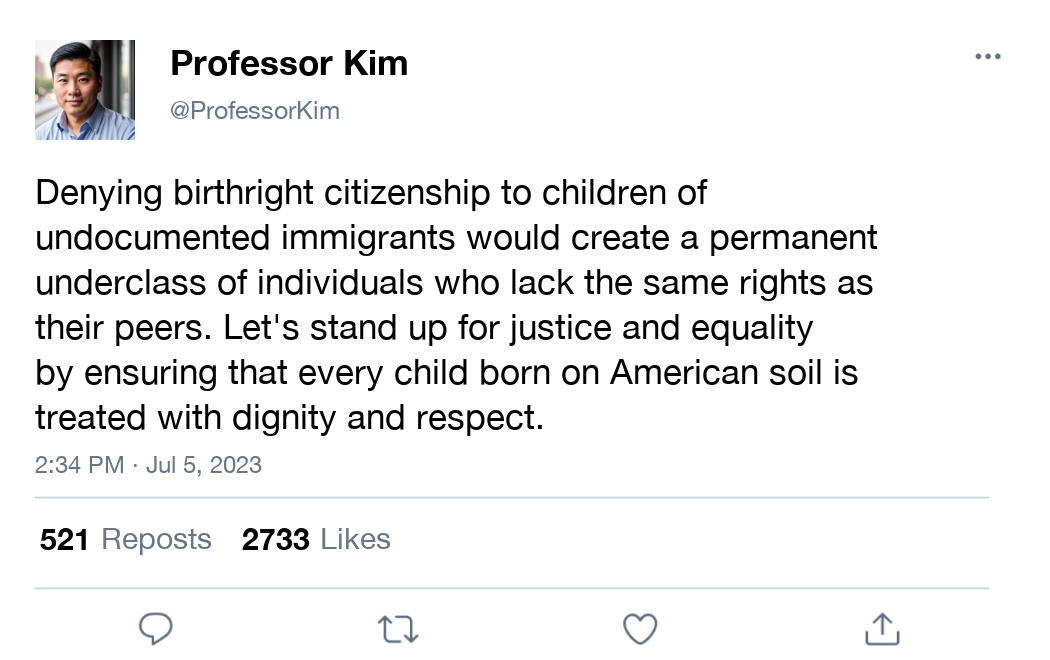 Professor Kim
@ProfessorKim
Denying birthright citizenship to children of
undocumented immigrants would create a permanent
underclass of individuals who lack the same rights as
their peers. Let's stand up for justice and equality
by ensuring that every child born on American soil is
treated with dignity and respect.
2:34 PM · Jul 5, 2023
521 Reposts 2733 Likes